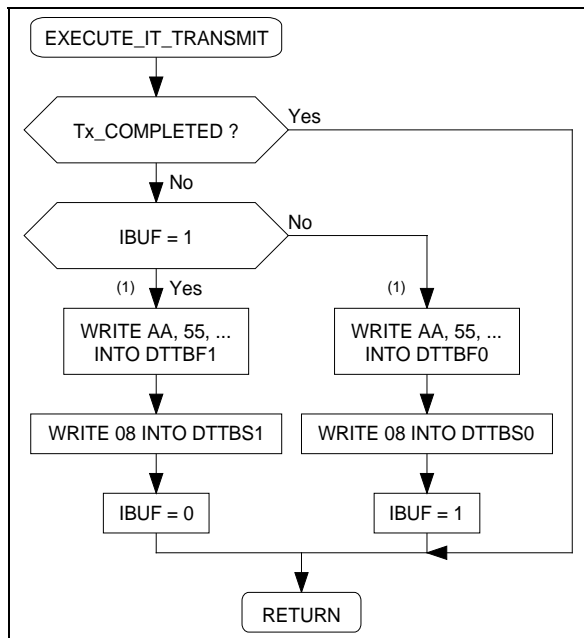 EXECUTE_IT_TRANSMIT
Tx_COMPLETED ?
Yes
No
IBUF = 1
No
(1)
Yes
(1)
WRITE AA, 55, ...
INTO DTTBF1
WRITE AA, 55, ...
INTO DTTBF0
WRITE 08 INTO DTTBS1
WRITE 08 INTO DTTBS0
IBUF = 0
IBUF = 1
RETURN